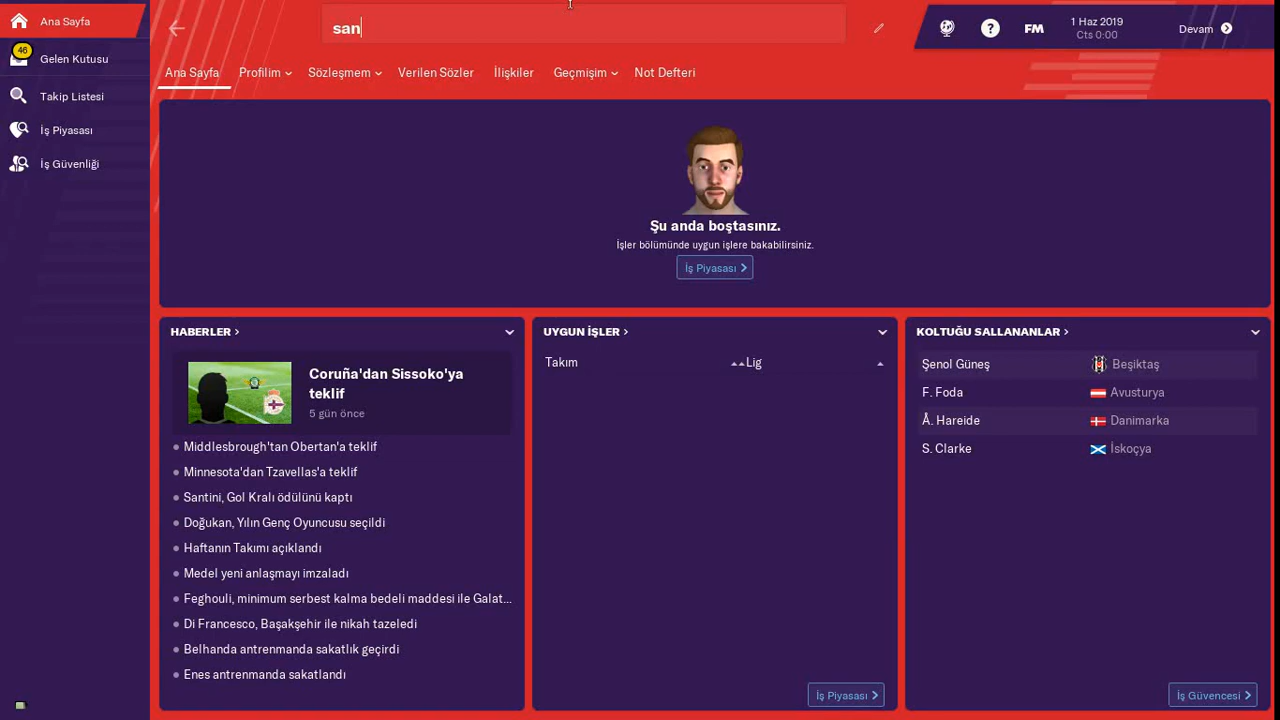 Ana Sayfa
46
Gelen Kutusu
Takip Listesi
İş Piyasası
İş Güvenliği
san
?
FM
1 Haz 2019
Cts 0:00
Devam
Ana Sayfa Profilim Sözleşmem Verilen Sözler İlişkiler Geçmişim Not Defteri
Şu anda boştasınız.
İşler bölümünde uygun işlere bakabilirsiniz.
İş Piyasası
HABERLER
Coruña'dan Sissoko'ya
teklif
5 gün önce
Middlesbrough'tan Obertan'a teklif
Minnesota'dan Tzavellas'a teklif
Santini, Gol Kralı ödülünü kaptı
Doğukan, Yılın Genç Oyuncusu seçildi
Haftanın Takımı açıklandı
Medel yeni anlaşmayı imzaladı
Feghouli, minimum serbest kalma bedeli maddesi ile Galat...
Di Francesco, Başakşehir ile nikah tazeledi
Belhanda antrenmanda sakatlık geçirdi
Enes antrenmanda sakatlandı
UYGUN İŞLER
Takım Lig
İş Piyasası
KOLTUĞU SALLANANLAR
Şenol Güneş Beşiktaş
F. Foda Avusturya
Å. Hareide Danimarka
S. Clarke İskoçya
İş Güvencesi